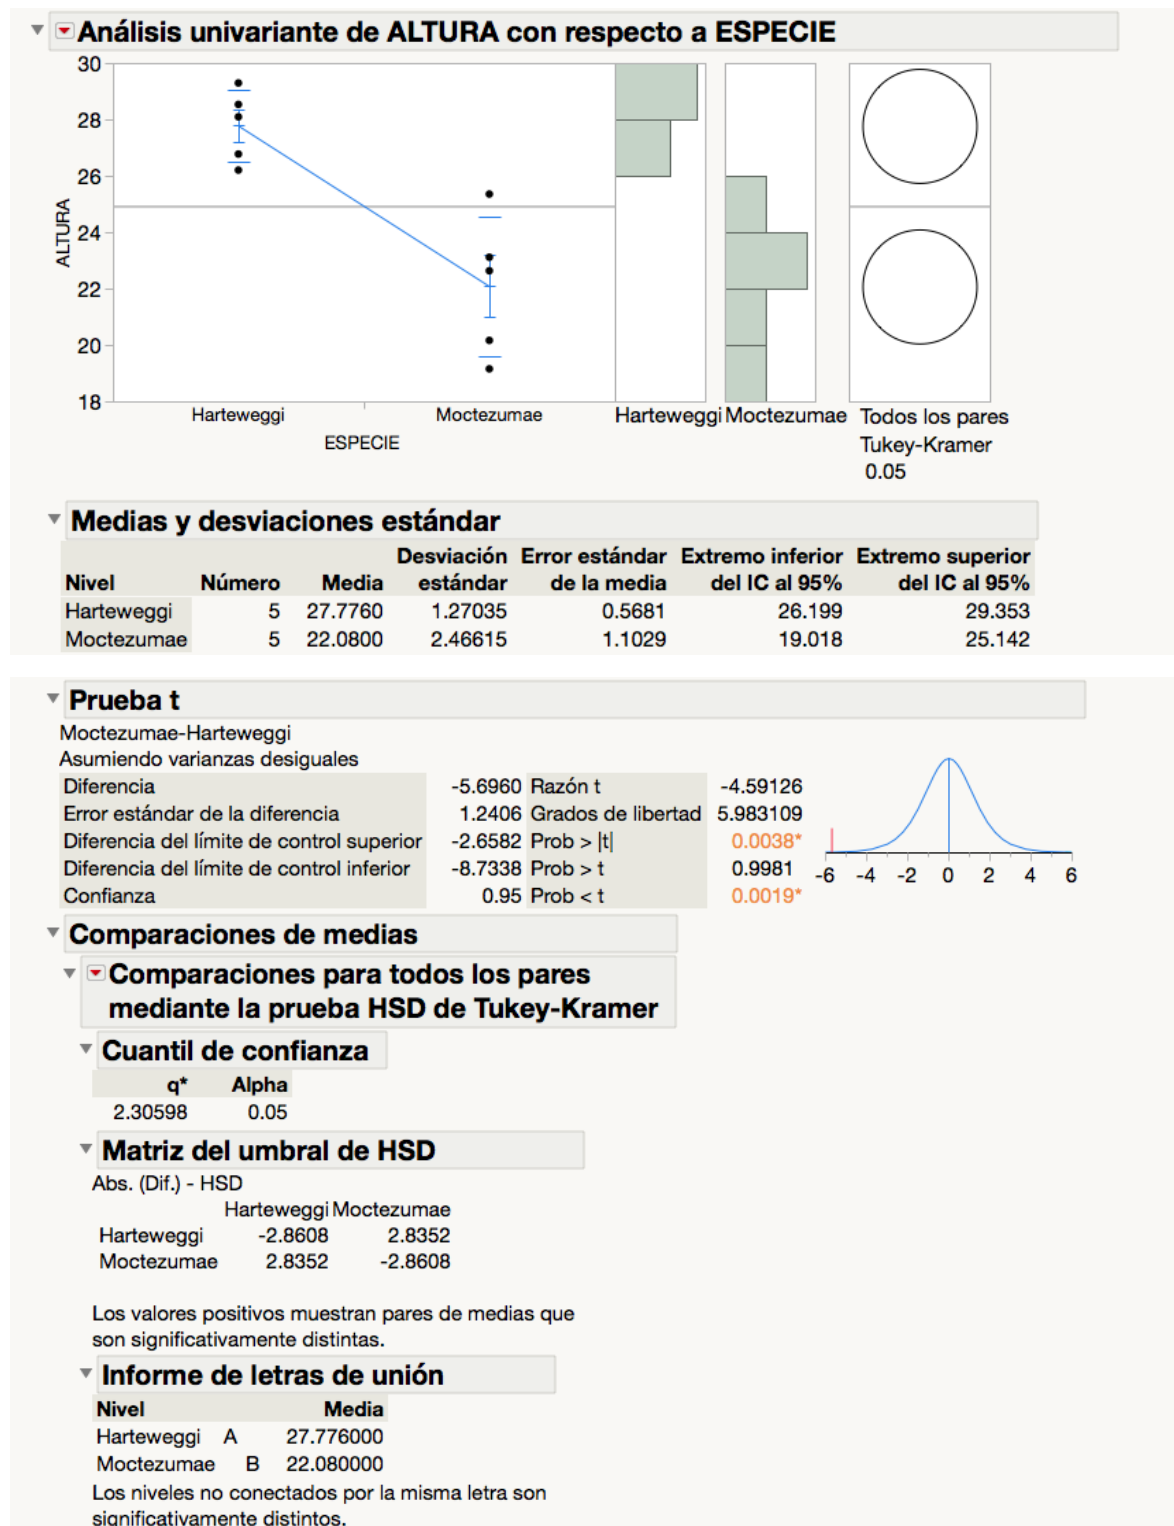 Análisis univariante de ALTURA con respecto a ESPECIE
30
28
26
24
22
20
18
ALTURA
Harteweggi Moctezumae
ESPECIE
Harteweggi Moctezumae
Todos los pares
Tukey-Kramer
0.05
Medias y desviaciones estándar
Desviación Error estándar Extremo inferior Extremo superior
Nivel Número Media estándar de la media del IC al 95% del IC al 95%
Harteweggi 5 27.7760 1.27035 0.5681 26.199 29.353
Moctezumae 5 22.0800 2.46615 1.1029 19.018 25.142
Prueba t
Moctezumae-Harteweggi
Asumiendo varianzas desiguales
Diferencia -5.6960 Razón t -4.59126
Error estándar de la diferencia 1.2406 Grados de libertad 5.983109
Diferencia del límite de control superior -2.6582 Prob > |t| 0.0038*
Diferencia del límite de control inferior -8.7338 Prob > t 0.9981
Confianza 0.95 Prob < t 0.0019*
-6 -4 -2 0 2 4 6
Comparaciones de medias
Comparaciones para todos los pares
mediante la prueba HSD de Tukey-Kramer
Cuantil de confianza
q* Alpha
2.30598 0.05
Matriz del umbral de HSD
Abs. (Dif.) - HSD
Harteweggi Moctezumae
Harteweggi -2.8608 2.8352
Moctezumae 2.8352 -2.8608
Los valores positivos muestran pares de medias que
son significativamente distintas.
Informe de letras de unión
Nivel Media
Harteweggi A 27.776000
Moctezumae B 22.080000
Los niveles no conectados por la misma letra son
significativamente distintos.